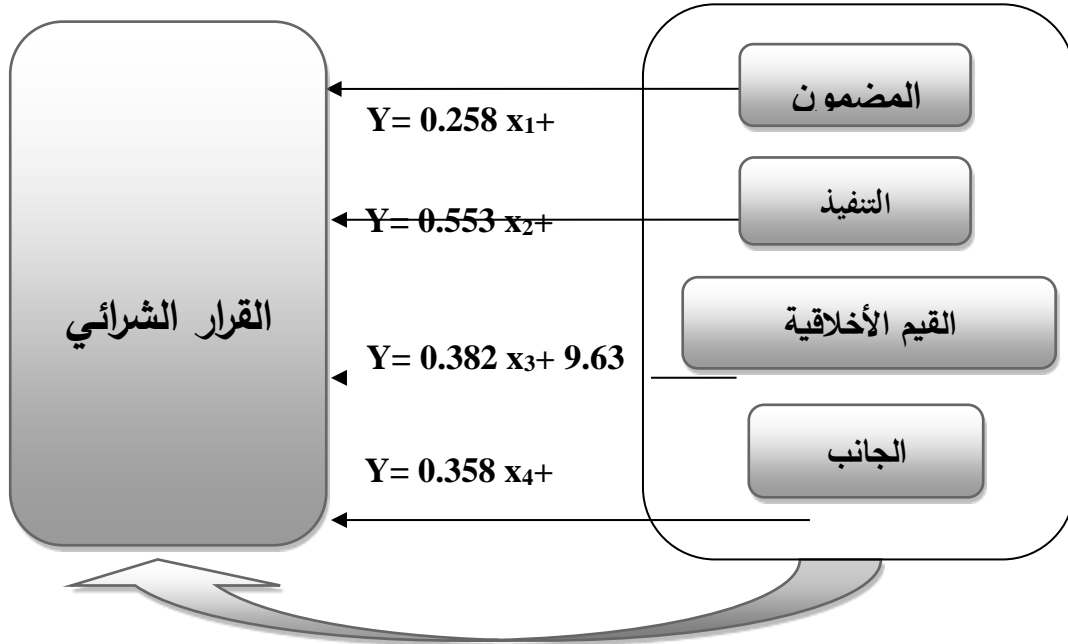 المضمون
Y= 0.258 x₁+
التنفيذ
Y= 0.553 x₂+
القرار الشرائي
القيم الأخلاقية
Y= 0.382 x₃+ 9.63
الجانب
Y= 0.358 x₄+